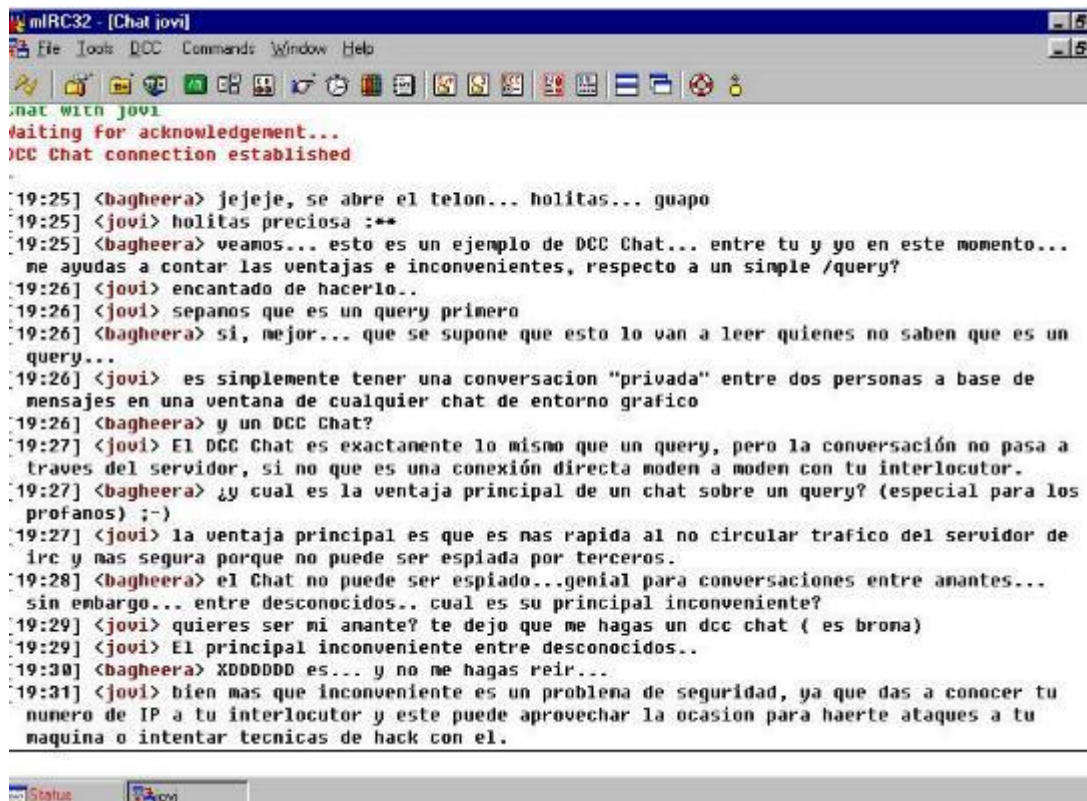 mIRC32 - [Chat jovi]
File Tools DCC Commands Window Help
Chat with jovi
Waiting for acknowledgement...
DCC Chat connection established
-
[19:25] <bagheera> jejeje, se abre el telon... holitas... guapo
[19:25] <jovi> holitas preciosa :**
[19:25] <bagheera> veamos... esto es un ejemplo de DCC Chat... entre tu y yo en este momento...
me ayudas a contar las ventajas e inconvenientes, respecto a un simple /query?
[19:26] <jovi> encantado de hacerlo..
[19:26] <jovi> sepamos que es un query primero
[19:26] <bagheera> si, mejor... que se supone que esto lo van a leer quienes no saben que es un
query...
[19:26] <jovi> es simplemente tener una conversacion "privada" entre dos personas a base de
mensajes en una ventana de cualquier chat de entorno grafico
[19:26] <bagheera> y un DCC Chat?
[19:27] <jovi> El DCC Chat es exactamente lo mismo que un query, pero la conversación no pasa a
traves del servidor, si no que es una conexión directa modem a modem con tu interlocutor.
[19:27] <bagheera> ¿y cual es la ventaja principal de un chat sobre un query? (especial para los
profanos) ;-)
[19:27] <jovi> la ventaja principal es que es mas rapida al no circular trafico del servidor de
irc y mas segura porque no puede ser espiada por terceros.
[19:28] <bagheera> el Chat no puede ser espiado...genial para conversaciones entre amantes...
sin embargo... entre desconocidos.. cual es su principal inconveniente?
[19:29] <jovi> quieres ser mi amante? te dejo que me hagas un dcc chat ( es broma)
[19:29] <jovi> El principal inconveniente entre desconocidos..
[19:30] <bagheera> XDDDDDD es... y no me hagas reir...
[19:31] <jovi> bien mas que inconveniente es un problema de seguridad, ya que das a conocer tu
numero de IP a tu interlocutor y este puede aprovechar la ocasion para haerte ataques a tu
maquina o intentar tecnicas de hack con el.
Status jovi